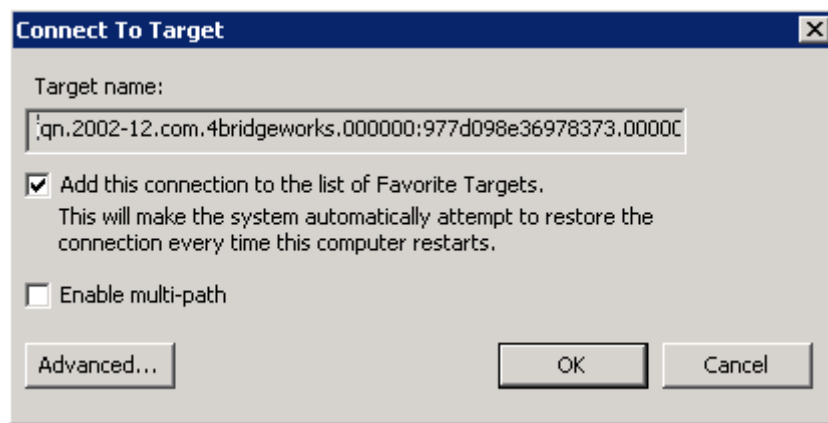 Connect To Target
Target name:
iqn.2002-12.com.4bridgeworks.000000:977d098e36978373.00000
Add this connection to the list of Favorite Targets.
This will make the system automatically attempt to restore the
connection every time this computer restarts.
Enable multi-path
Advanced...
OK
Cancel